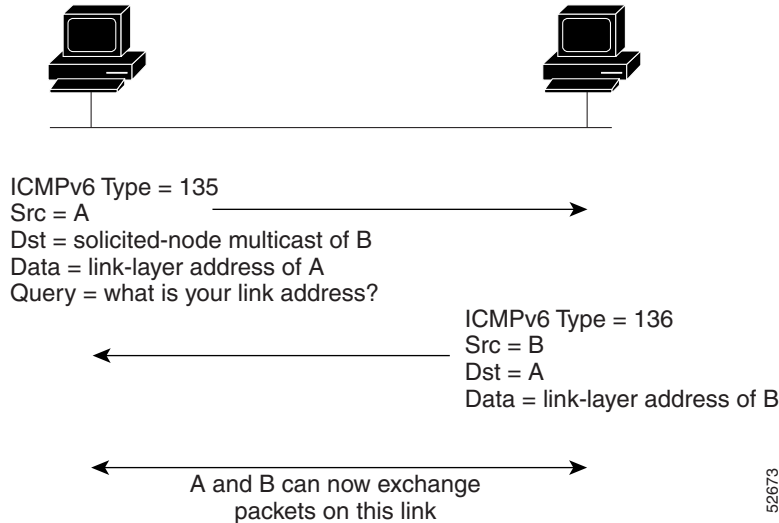 ICMPv6 Type = 135
Src = A
Dst = solicited-node multicast of B
Data = link-layer address of A
Query = what is your link address?
ICMPv6 Type = 136
Src = B
Dst = A
Data = link-layer address of B
A and B can now exchange
packets on this link
52673